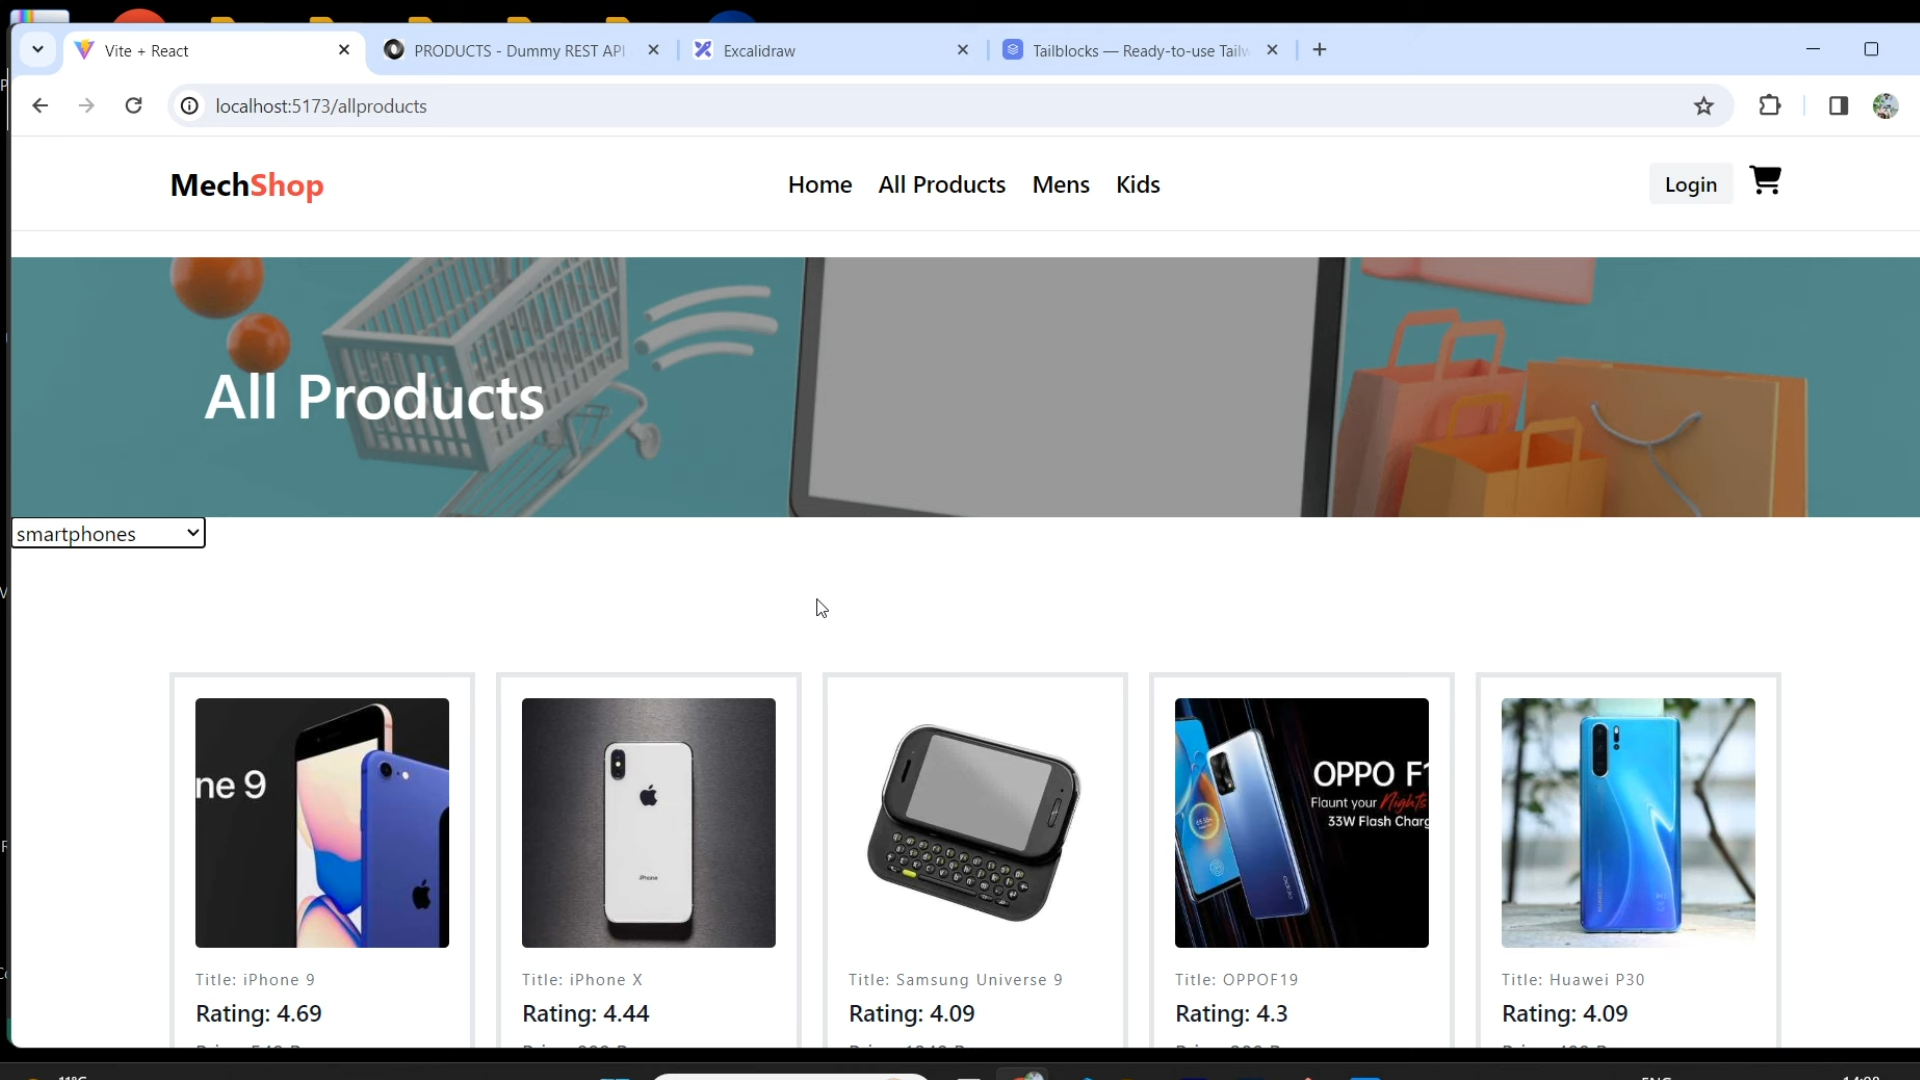 Vite + React
PRODUCTS - Dummy REST API
Excalidraw
Tailblocks — Ready-to-use Tailw
localhost:5173/allproducts
MechShop
Home
All Products
Mens
Kids
Login
All Products
smartphones
ne 9
iPhone
OPPO F1
Flaunt your Nights
33W Flash Charg
Title: iPhone 9
Title: iPhone X
Title: Samsung Universe 9
Title: OPPOF19
Title: Huawei P30
Rating: 4.69
Rating: 4.44
Rating: 4.09
Rating: 4.3
Rating: 4.09